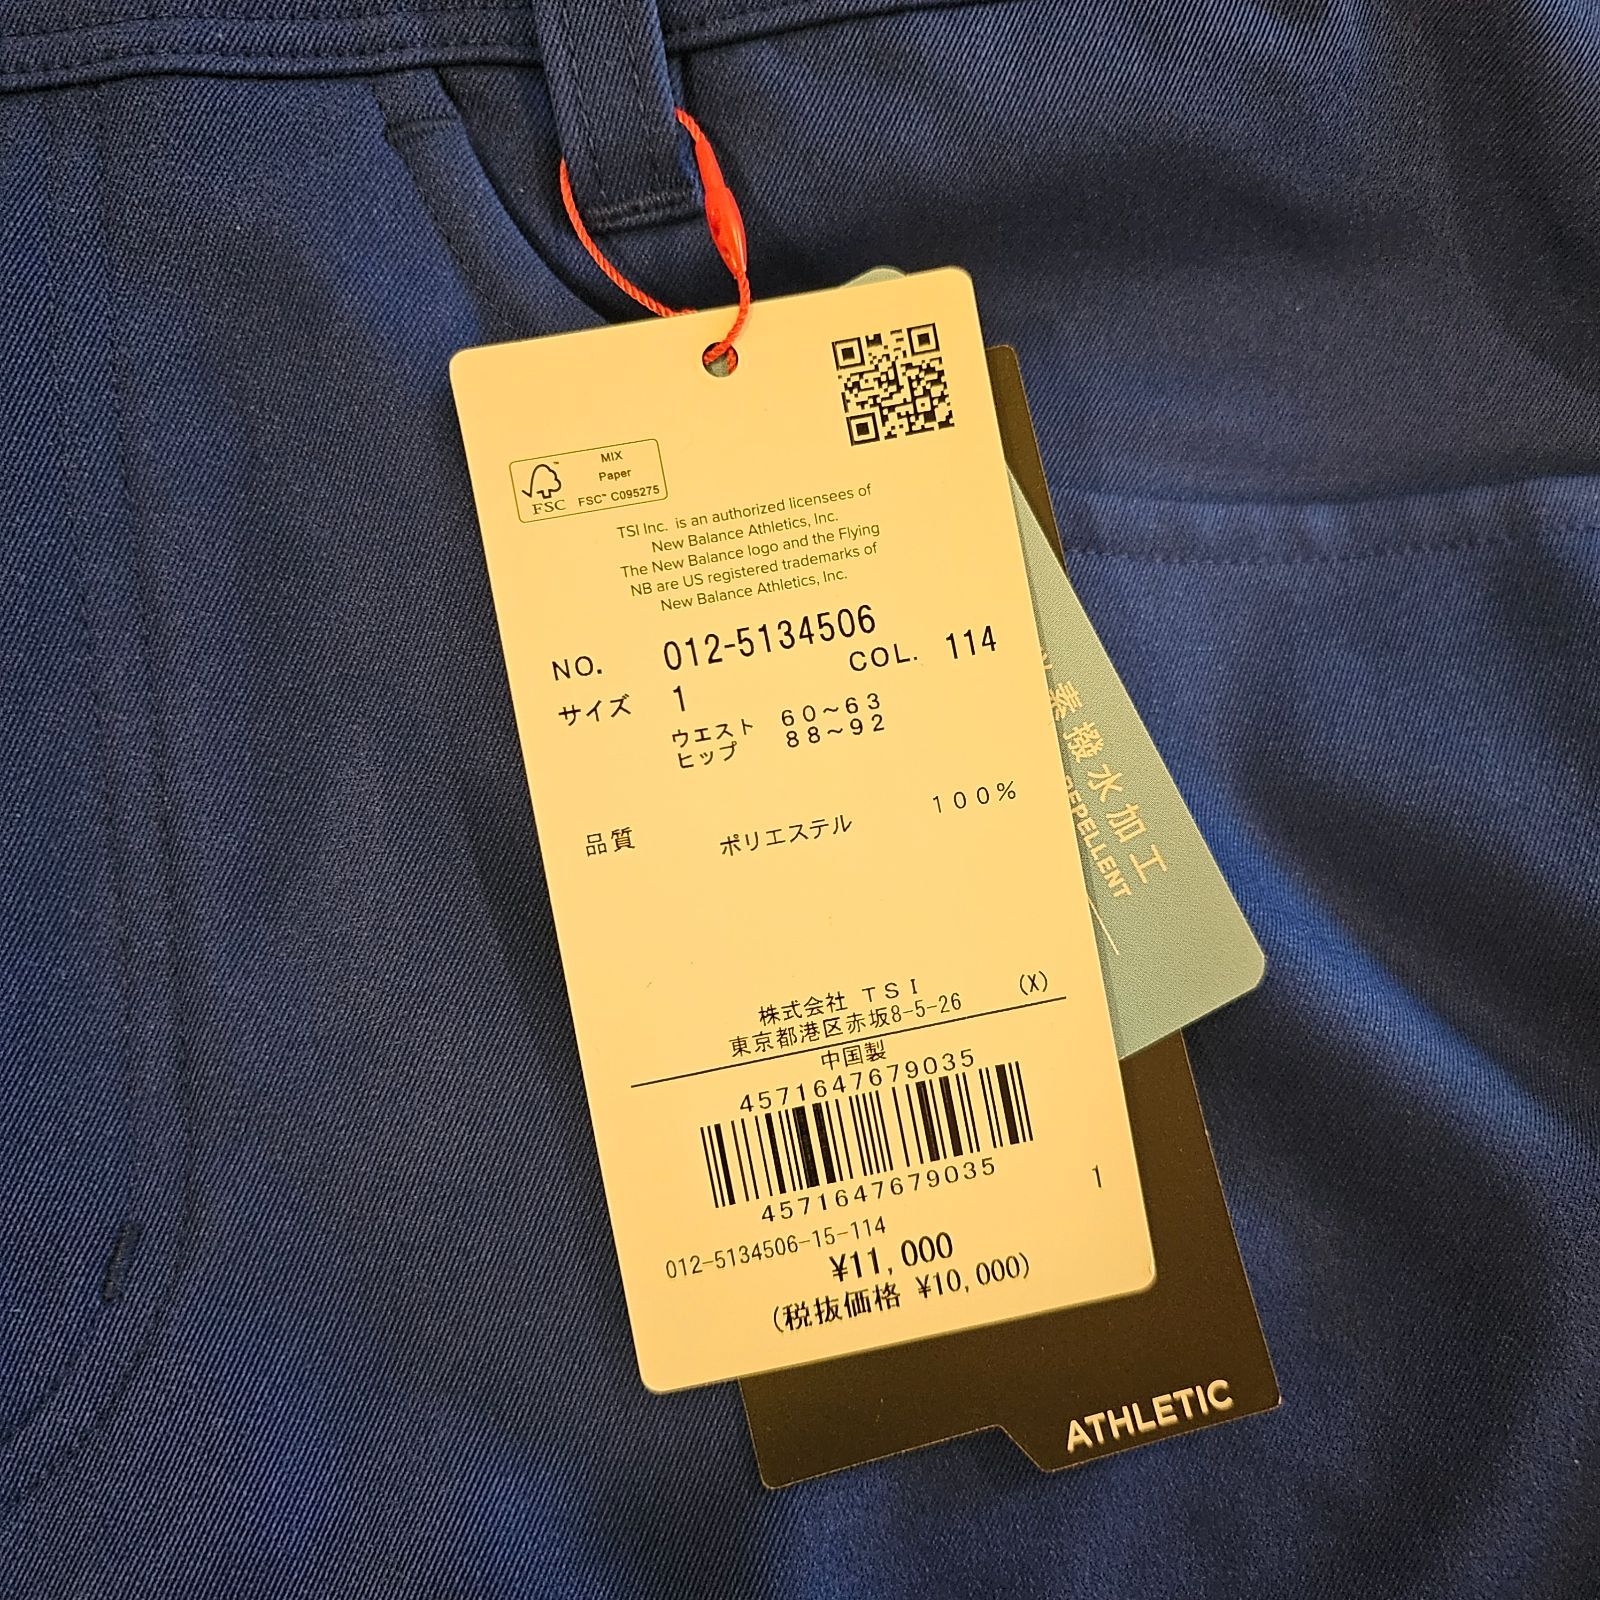 MIX
Paper
FSC™ C095275
FSC
TSI Inc. is an authorized licensees of
New Balance Athletics, Inc.
The New Balance logo and the Flying
NB are US registered trademarks of
New Balance Athletics, Inc.
NO. 012-5134506
サイズ 1 COL. 114
ウエスト 60~63
ヒップ 88~92
品質 ポリエステル 100%
株式会社 TSI (X)
東京都港区赤坂8-5-26
中国製
4571647679035
4571647679035
1
012-5134506-15-114
¥11,000
(税抜価格 ¥10,000)
素撥水加工
REPELLENT
ATHLETIC